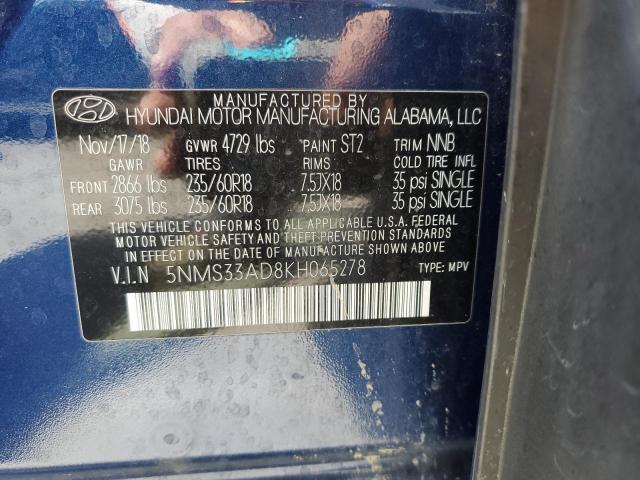 MANUFACTURED BY
HYUNDAI MOTOR MANUFACTURING ALABAMA, LLC
Nov/17/18 GVWR 4729 lbs PAINT ST2 TRIM NNB
GAWR TIRES RIMS COLD TIRE INFL
FRONT 2866 lbs 235/60R18 7.5JX18 35 psi SINGLE
REAR 3075 lbs 235/60R18 7.5JX18 35 psi SINGLE
THIS VEHICLE CONFORMS TO ALL APPLICABLE U.S.A. FEDERAL
MOTOR VEHICLE SAFETY AND THEFT PREVENTION STANDARDS
IN EFFECT ON THE DATE OF MANUFACTURE SHOWN ABOVE.
V.I.N 5NMS33AD8KH065278 TYPE: MPV